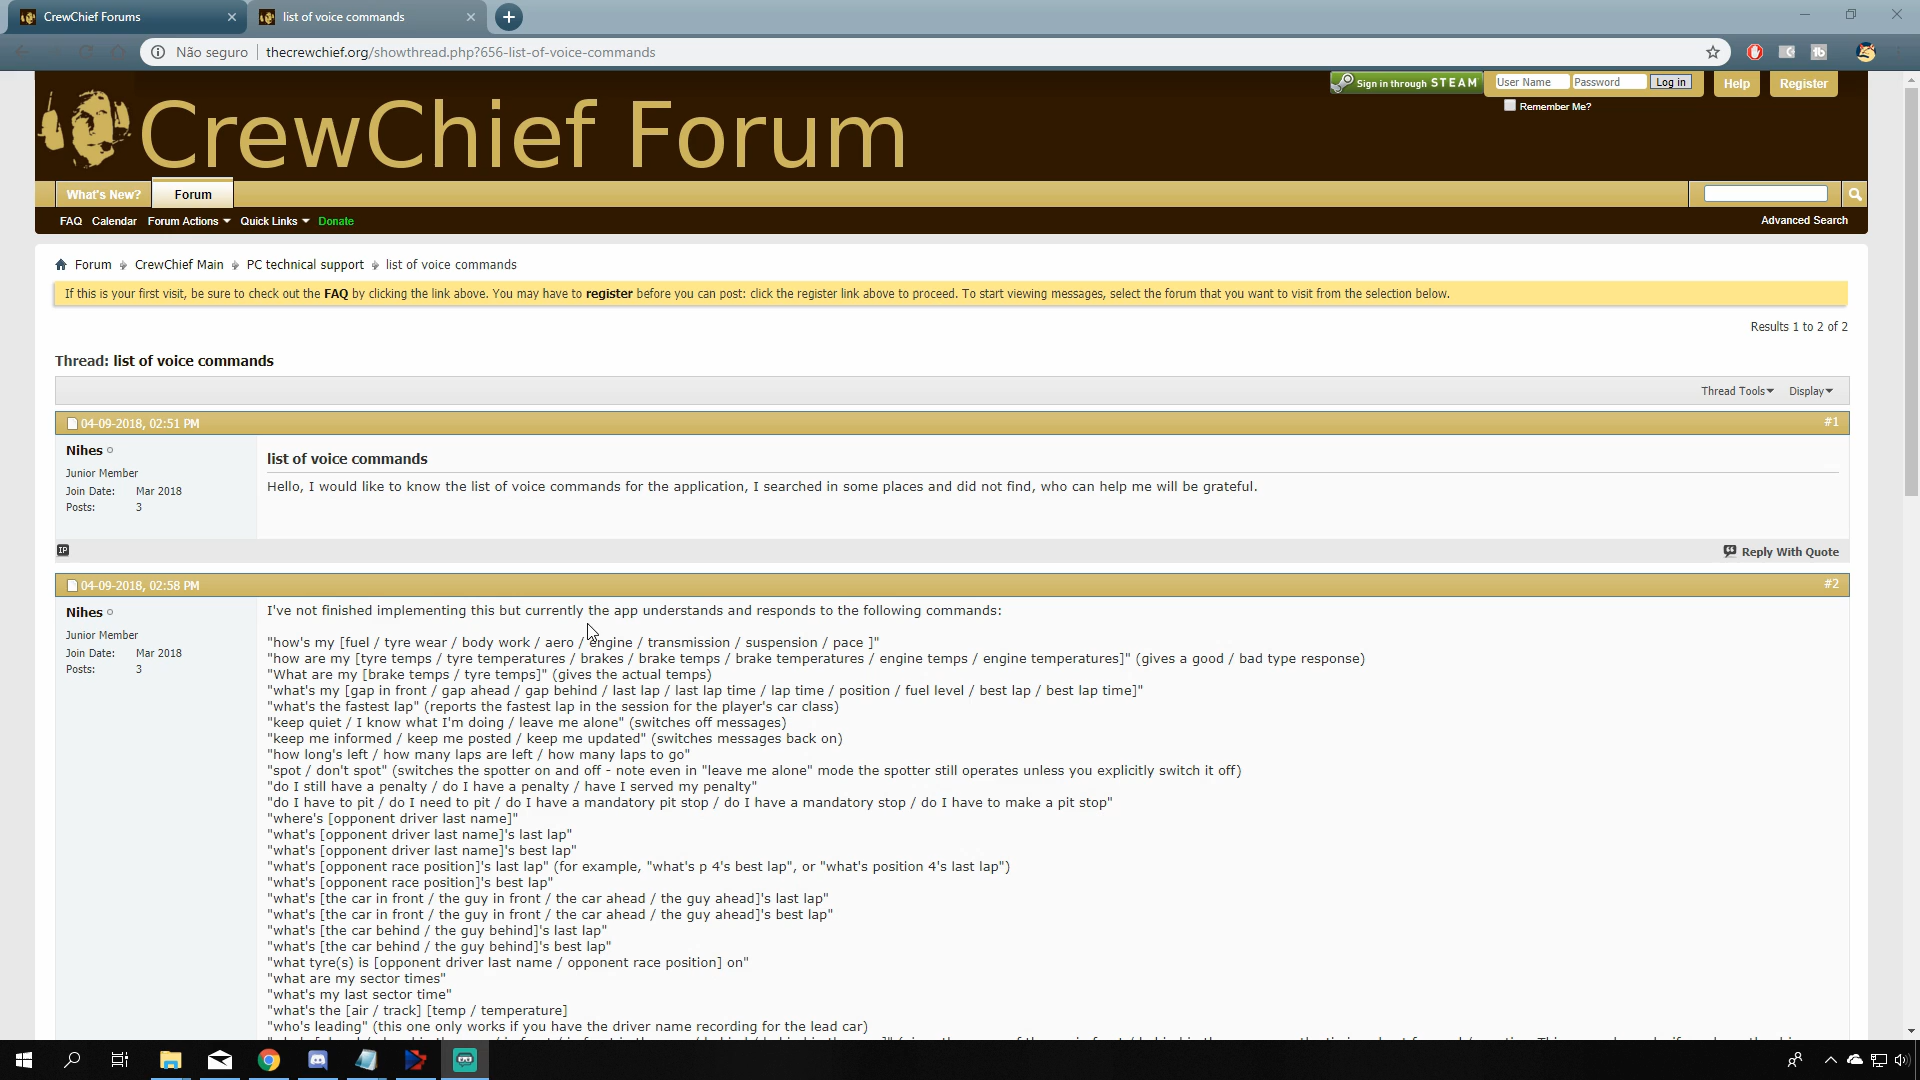 CrewChief Forums
list of voice commands
Não seguro
thecrewchief.org/showthread.php?656-list-of-voice-commands
Sign in through STEAM
User Name
Password
Log in
Help
Register
Remember Me?
CrewChief Forum
What's New?
Forum
FAQ Calendar Forum Actions Quick Links Donate
Advanced Search
Forum CrewChief Main PC technical support list of voice commands
If this is your first visit, be sure to check out the FAQ by clicking the link above. You may have to register before you can post: click the register link above to proceed. To start viewing messages, select the forum that you want to visit from the selection below.
Results 1 to 2 of 2
Thread: list of voice commands
Thread Tools Display
04-09-2018, 02:51 PM #1
Nihes
Junior Member
Join Date: Mar 2018
Posts: 3
list of voice commands
Hello, I would like to know the list of voice commands for the application, I searched in some places and did not find, who can help me will be grateful.
IP
Reply With Quote
04-09-2018, 02:58 PM #2
Nihes
Junior Member
Join Date: Mar 2018
Posts: 3
I've not finished implementing this but currently the app understands and responds to the following commands:
"how's my [fuel / tyre wear / body work / aero / engine / transmission / suspension / pace ]"
"how are my [tyre temps / tyre temperatures / brakes / brake temps / brake temperatures / engine temps / engine temperatures]" (gives a good / bad type response)
"What are my [brake temps / tyre temps]" (gives the actual temps)
"what's my [gap in front / gap ahead / gap behind / last lap / last lap time / lap time / position / fuel level / best lap / best lap time]"
"what's the fastest lap" (reports the fastest lap in the session for the player's car class)
"keep quiet / I know what I'm doing / leave me alone" (switches off messages)
"keep me informed / keep me posted / keep me updated" (switches messages back on)
"how long's left / how many laps are left / how many laps to go"
"spot / don't spot" (switches the spotter on and off - note even in "leave me alone" mode the spotter still operates unless you explicitly switch it off)
"do I still have a penalty / do I have a penalty / have I served my penalty"
"do I have to pit / do I need to pit / do I have a mandatory pit stop / do I have a mandatory stop / do I have to make a pit stop"
"where's [opponent driver last name]"
"what's [opponent driver last name]'s last lap"
"what's [opponent driver last name]'s best lap"
"what's [opponent race position]'s last lap" (for example, "what's p 4's best lap", or "what's position 4's last lap")
"what's [opponent race position]'s best lap"
"what's [the car in front / the guy in front / the car ahead / the guy ahead]'s last lap"
"what's [the car in front / the guy in front / the car ahead / the guy ahead]'s best lap"
"what's [the car behind / the guy behind]'s last lap"
"what's [the car behind / the guy behind]'s best lap"
"what tyre(s) is [opponent driver last name / opponent race position] on"
"what are my sector times"
"what's my last sector time"
"what's the [air / track] [temp / temperature]
"who's leading" (this one only works if you have the driver name recording for the lead car)